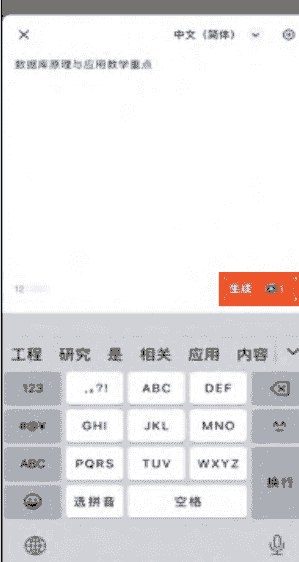 中文（简体）
数据库原理与应用教学重点
12
生成 1
工程 研究 是 相关 应用 内容
123 .,?! ABC DEF
#@¥ GHI JKL MNO ^^
ABC PQRS TUV WXYZ 换行
选拼音 空格